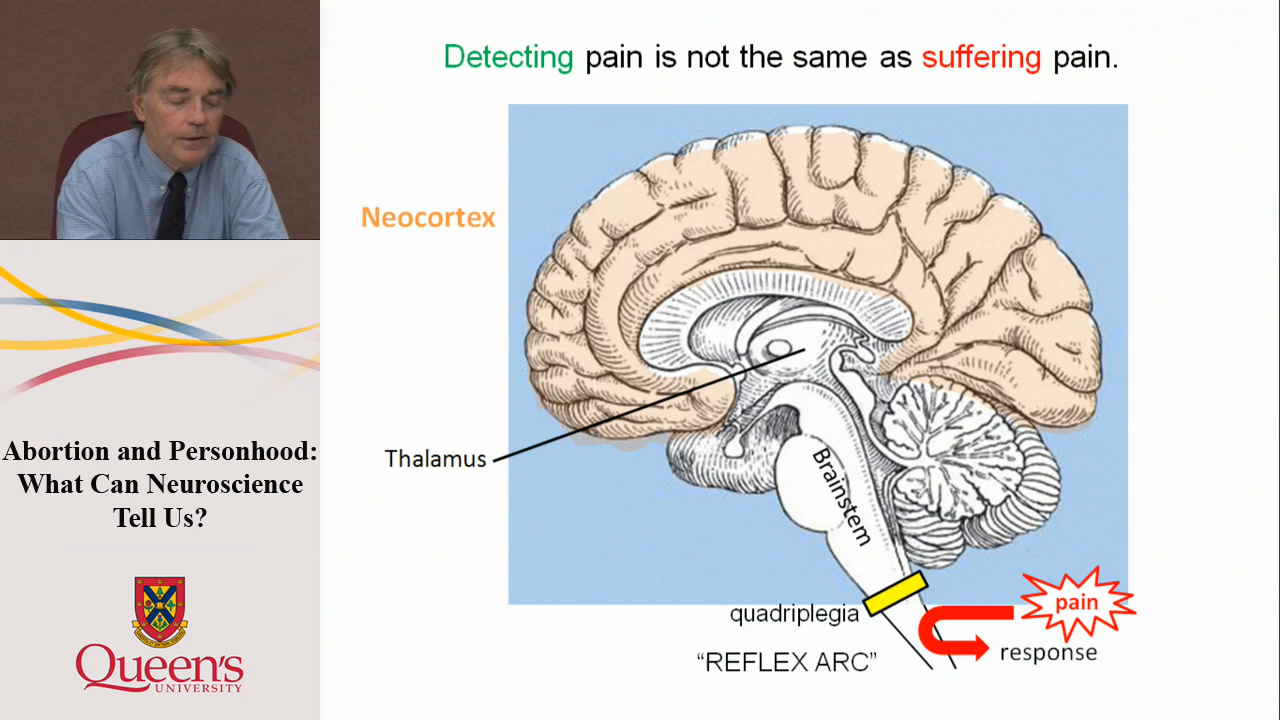 Detecting pain is not the same as suffering pain.
Neocortex
Thalamus
Brainstem
quadriplegia
pain
"REFLEX ARC"
response
Abortion and Personhood:
What Can Neuroscience
Tell Us?
Queen's
UNIVERSITY